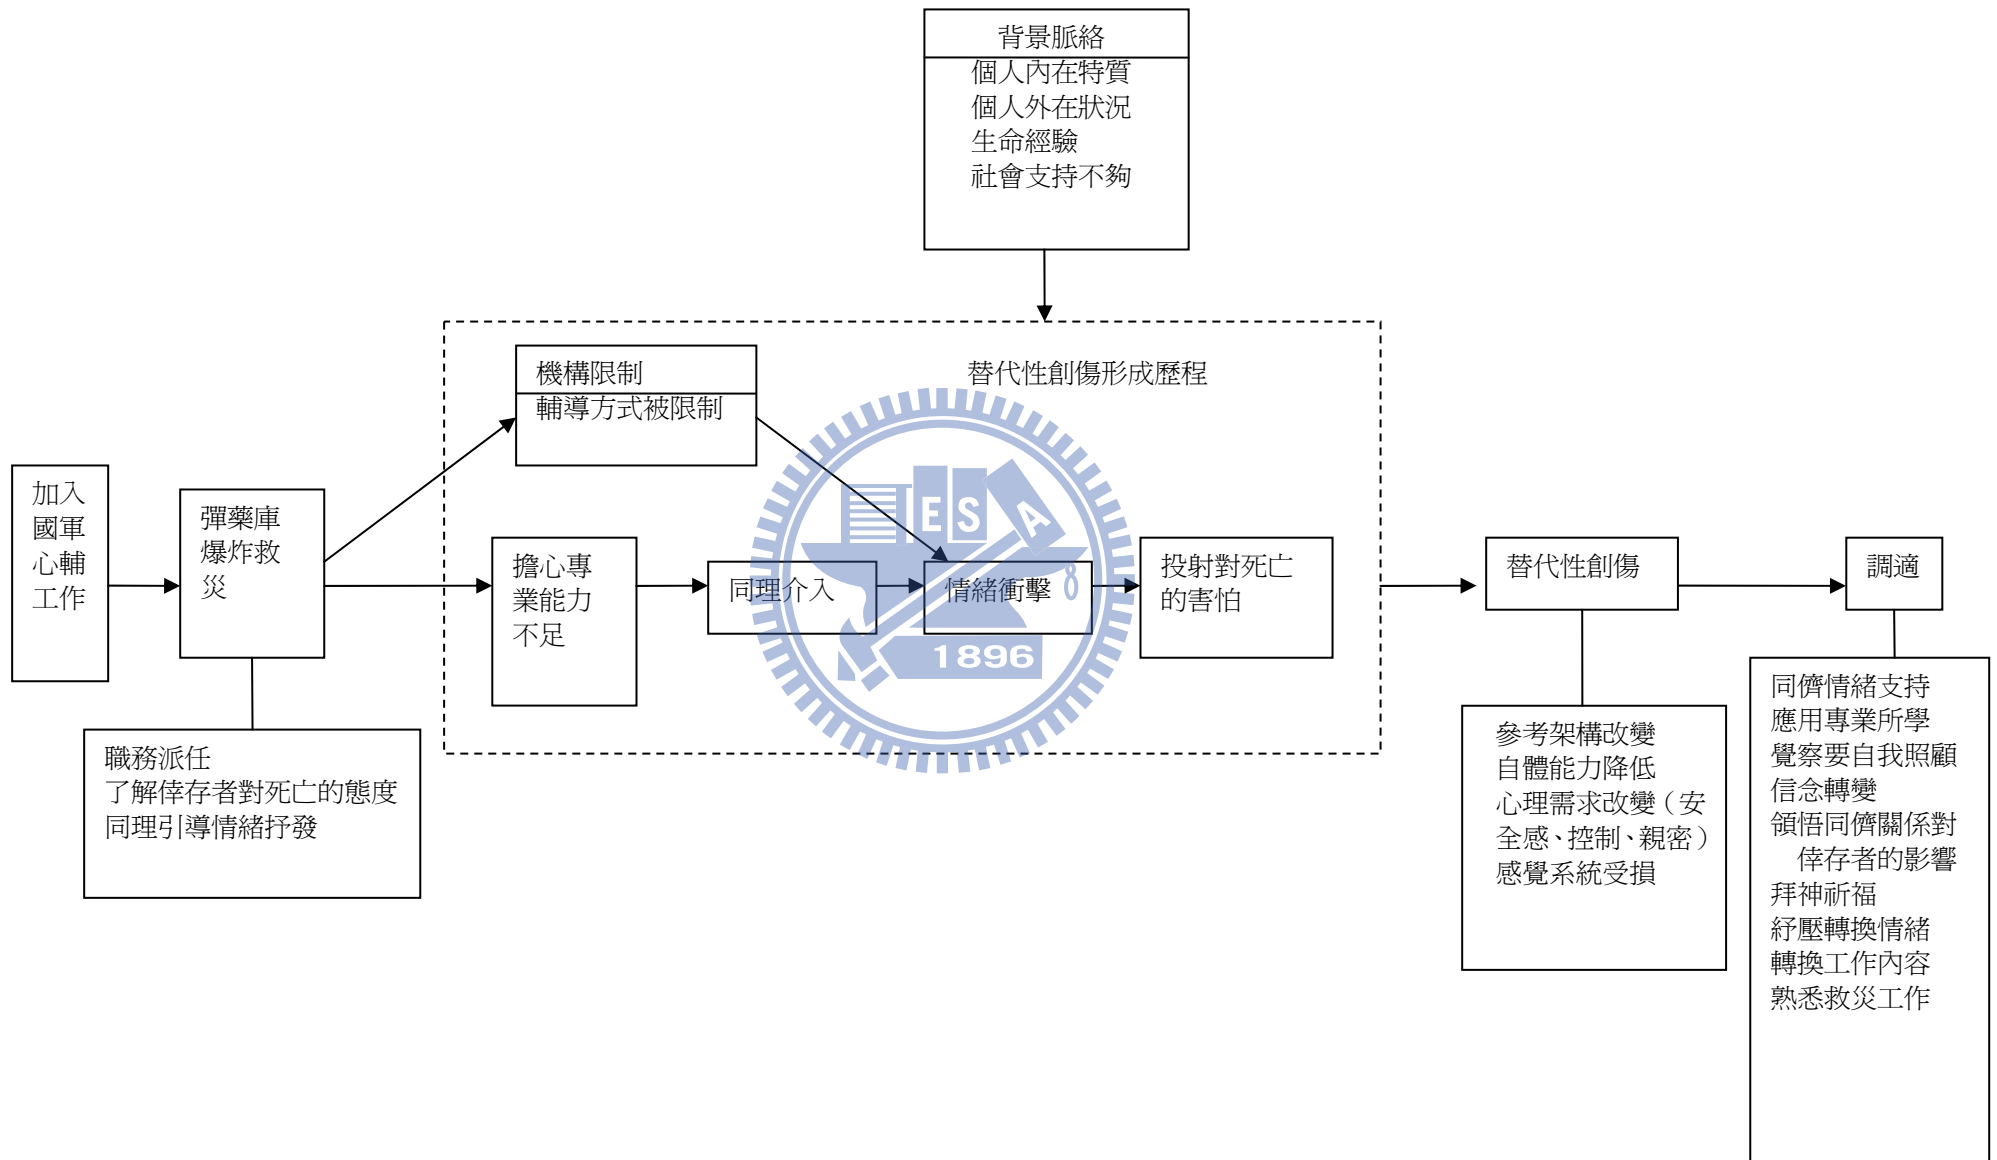 背景脈絡
個人內在特質
個人外在狀況
生命經驗
社會支持不夠
替代性創傷形成歷程
機構限制
輔導方式被限制
加入
國軍
心輔
工作
彈藥庫
爆炸救
災
職務派任
了解倖存者對死亡的態度
同理引導情緒抒發
擔心專
業能力
不足
同理介入
情緒衝擊
投射對死亡
的害怕
替代性創傷
參考架構改變
自體能力降低
心理需求改變（安
全感、控制、親密）
感覺系統受損
調適
同儕情緒支持
應用專業所學
覺察要自我照顧
信念轉變
領悟同儕關係對
倖存者的影響
拜神祈福
紓壓轉換情緒
轉換工作內容
熟悉救災工作
E S A
1896